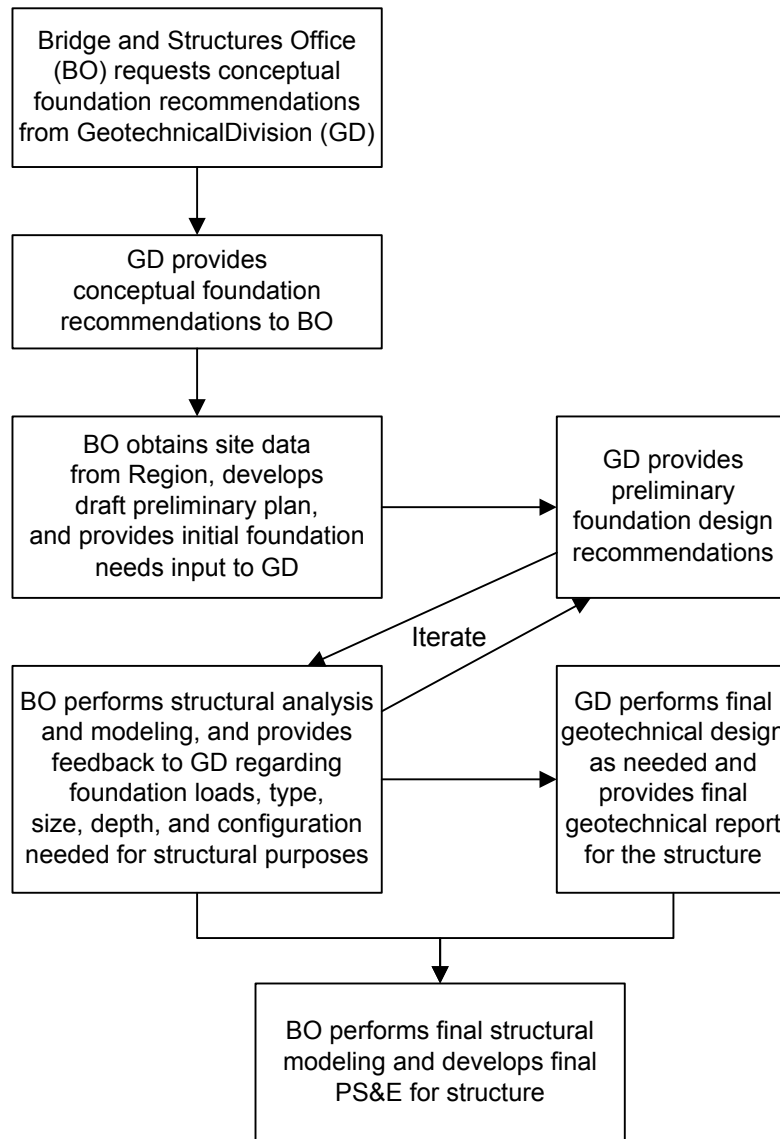 Bridge and Structures Office
(BO) requests conceptual
foundation recommendations
from GeotechnicalDivision (GD)
GD provides
conceptual foundation
recommendations to BO
BO obtains site data
from Region, develops
draft preliminary plan,
and provides initial foundation
needs input to GD
GD provides
preliminary
foundation design
recommendations
Iterate
BO performs structural analysis
and modeling, and provides
feedback to GD regarding
foundation loads, type,
size, depth, and configuration
needed for structural purposes
GD performs final
geotechnical design
as needed and
provides final
geotechnical report
for the structure
BO performs final structural
modeling and develops final
PS&E for structure